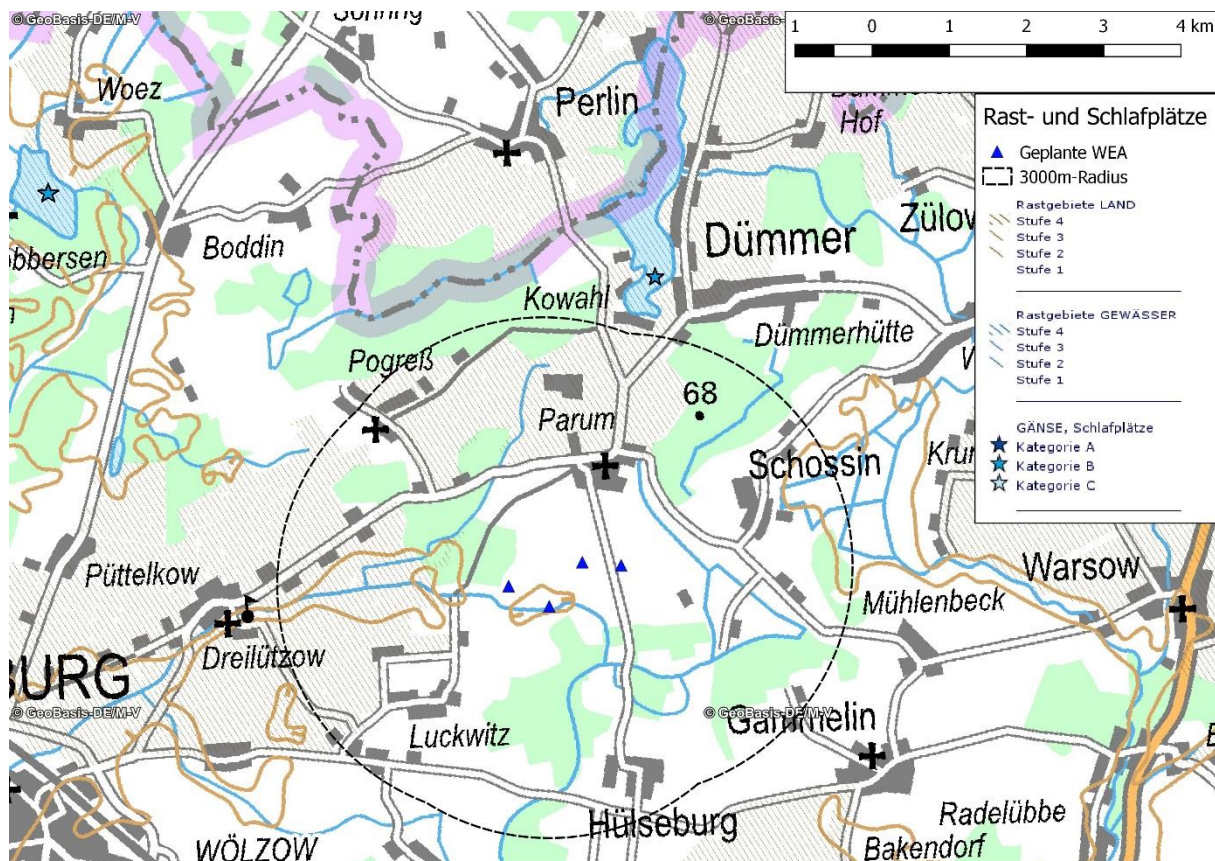 © GeoBasis-DE/M-V
© GeoBasis-DE/M-V
1 0 1 2 3 4 km
Woez
Perlin
Hof
Zülow
Boddin
Dümmer
Kowahl
Dümmerhütte
Pogreß
68
Parum
Schossin
Püttelkow
Warsow
Mühlenbeck
Dreilützow
BURG
© GeoBasis-DE/M-V
© GeoBasis-DE/M-V
Gammelin
Luckwitz
Hülseburg
Radelübbe
WÖLZOW
Bakendorf
Rast- und Schlafplätze
Geplante WEA
3000m-Radius
Rastgebiete LAND
Stufe 4
Stufe 3
Stufe 2
Stufe 1
Rastgebiete GEWÄSSER
Stufe 4
Stufe 3
Stufe 2
Stufe 1
GÄNSE, Schlafplätze
Kategorie A
Kategorie B
Kategorie C